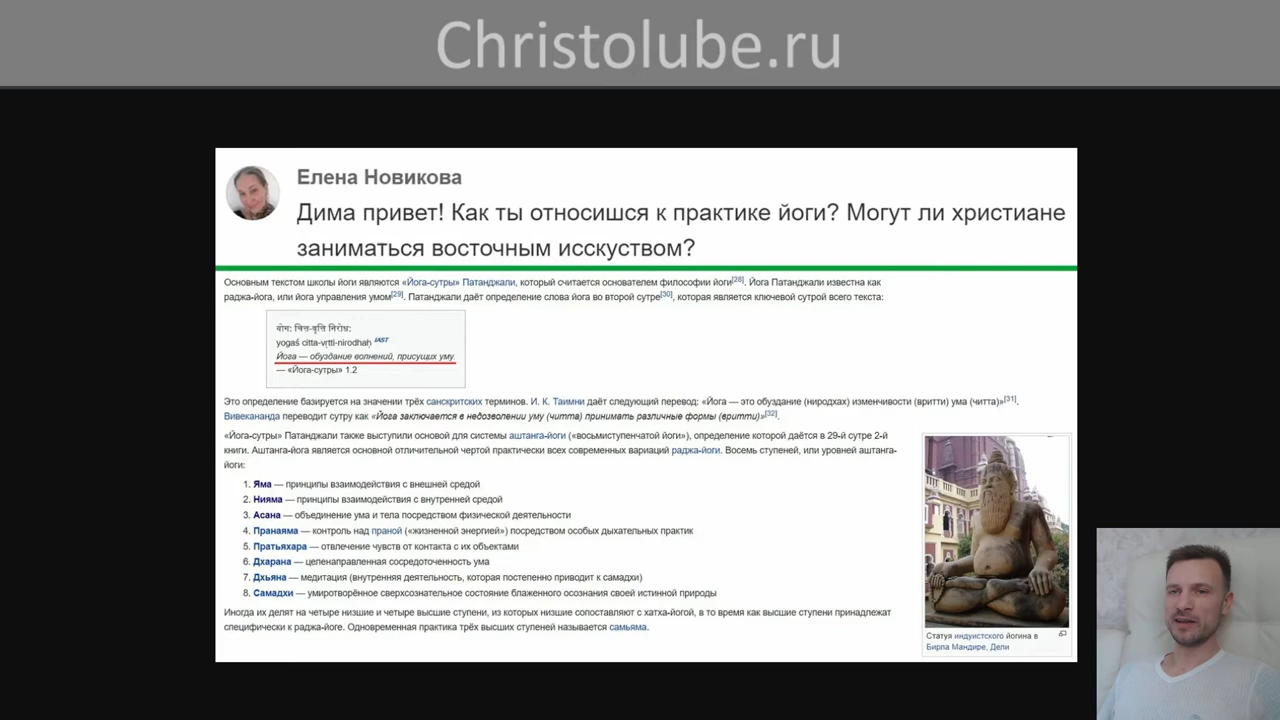 Christolube.ru
Елена Новикова
Дима привет! Как ты относишся к практике йоги? Могут ли христиане
заниматься восточным исскуством?
Основным текстом школы йоги являются «Йога-сутры» Патанджали, который считается основателем философии йоги[28]. Йога Патанджали известна как
раджа-йога, или йога управления умом[29]. Патанджали даёт определение слова йога во второй сутре[30], которая является ключевой сутрой всего текста:
योग: चित्त-वृत्ति निरोध:
yogaś citta-vṛtti-nirodhaḥ IAST
Йога — обуздание волнений, присущих уму.
— «Йога-сутры» 1.2
Это определение базируется на значении трёх санскритских терминов. И. К. Таимни даёт следующий перевод: «Йога — это обуздание (ниродхах) изменчивости (вритти) ума (читта)»[31].
Вивекананда переводит сутру как «Йога заключается в недозволении уму (читта) принимать различные формы (вритти)»[32].
«Йога-сутры» Патанджали также выступили основой для системы аштанга-йоги («восьмиступенчатой йоги»), определение которой даётся в 29-й сутре 2-й
книги. Аштанга-йога является основной отличительной чертой практически всех современных вариаций раджа-йоги. Восемь ступеней, или уровней аштанга-
йоги:
1. Яма — принципы взаимодействия с внешней средой
2. Нияма — принципы взаимодействия с внутренней средой
3. Асана — объединение ума и тела посредством физической деятельности
4. Пранаяма — контроль над праной («жизненной энергией») посредством особых дыхательных практик
5. Пратьяхара — отвлечение чувств от контакта с их объектами
6. Дхарана — целенаправленная сосредоточенность ума
7. Дхьяна — медитация (внутренняя деятельность, которая постепенно приводит к самадхи)
8. Самадхи — умиротворённое сверхсознательное состояние блаженного осознания своей истинной природы
Иногда их делят на четыре низшие и четыре высшие ступени, из которых низшие сопоставляют с хатха-йогой, в то время как высшие ступени принадлежат
специфически к раджа-йоге. Одновременная практика трёх высших ступеней называется самьяма.
Статуя индуистского йогина в
Бирла Мандире, Дели